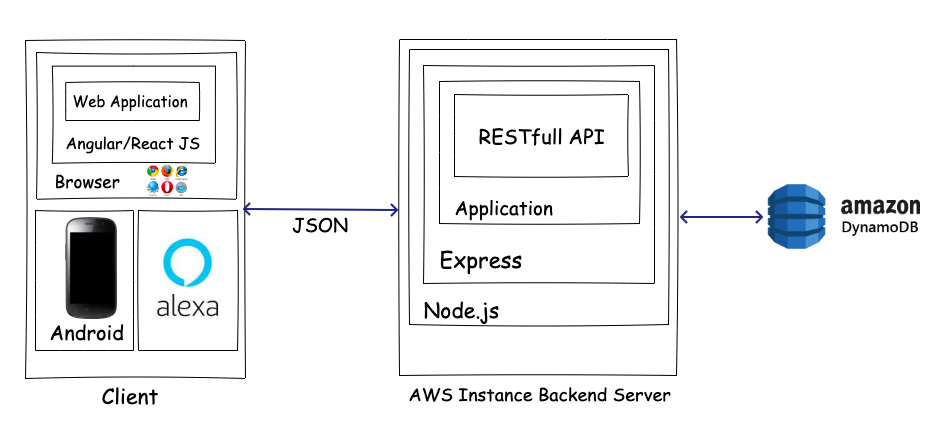 Web Application
Angular/React JS
Browser
Android
alexa
Client
JSON
RESTfull API
Application
Express
Node.js
AWS Instance Backend Server
amazon
DynamoDB